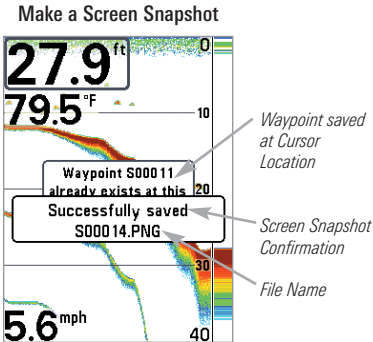 Make a Screen Snapshot
27.9 ft
79.5 °F
0
10
20
30
40
Waypoint S00011
already exists at this
Successfully saved
S00014.PNG
5.6 mph
Waypoint saved
at Cursor
Location
Screen Snapshot
Confirmation
File Name